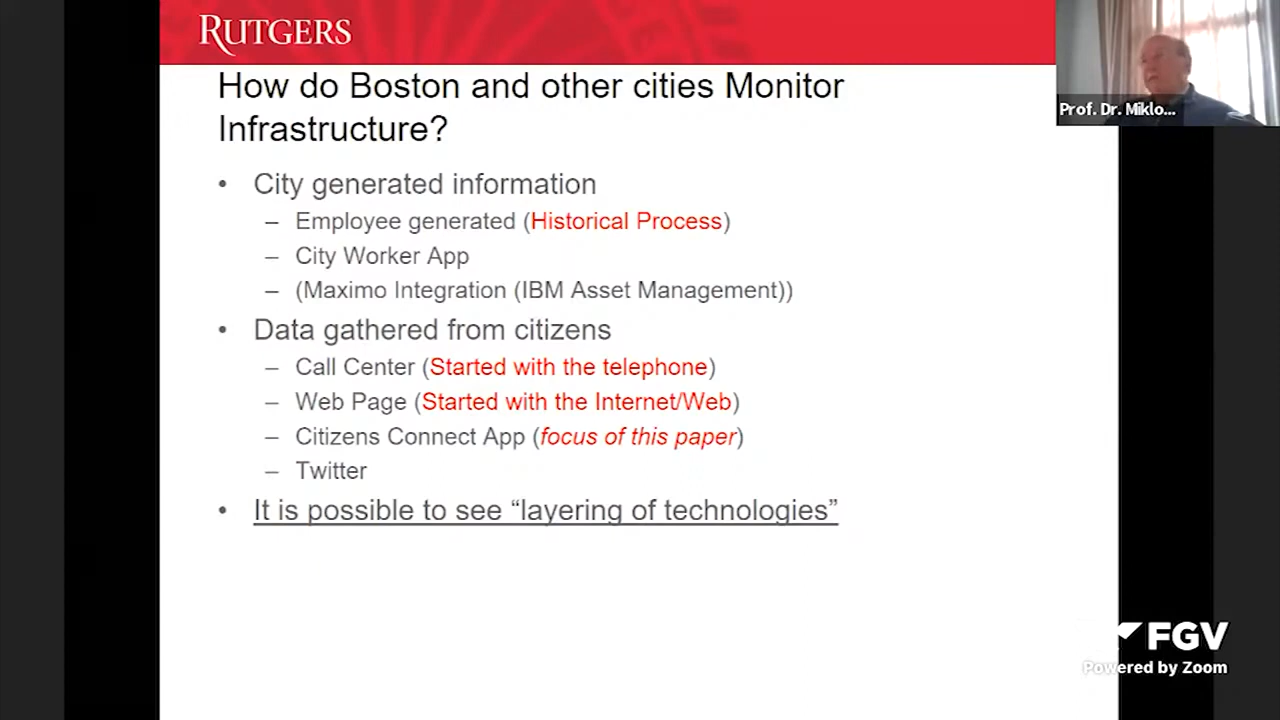 RUTGERS
How do Boston and other cities Monitor
Infrastructure?
• City generated information
– Employee generated (Historical Process)
– City Worker App
– (Maximo Integration (IBM Asset Management))
• Data gathered from citizens
– Call Center (Started with the telephone)
– Web Page (Started with the Internet/Web)
– Citizens Connect App (focus of this paper)
– Twitter
• It is possible to see “layering of technologies”
Prof. Dr. Miklo...
FGV
Powered by Zoom